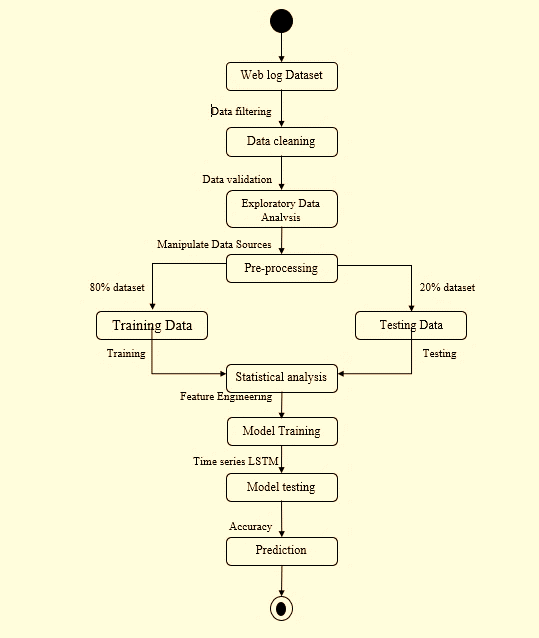 Web log Dataset
Data filtering
Data cleaning
Data validation
Exploratory Data
Analysis
Manipulate Data Sources
Pre-processing
80% dataset
20% dataset
Training Data
Testing Data
Training
Testing
Statistical analysis
Feature Engineering
Model Training
Time series LSTM
Model testing
Accuracy
Prediction